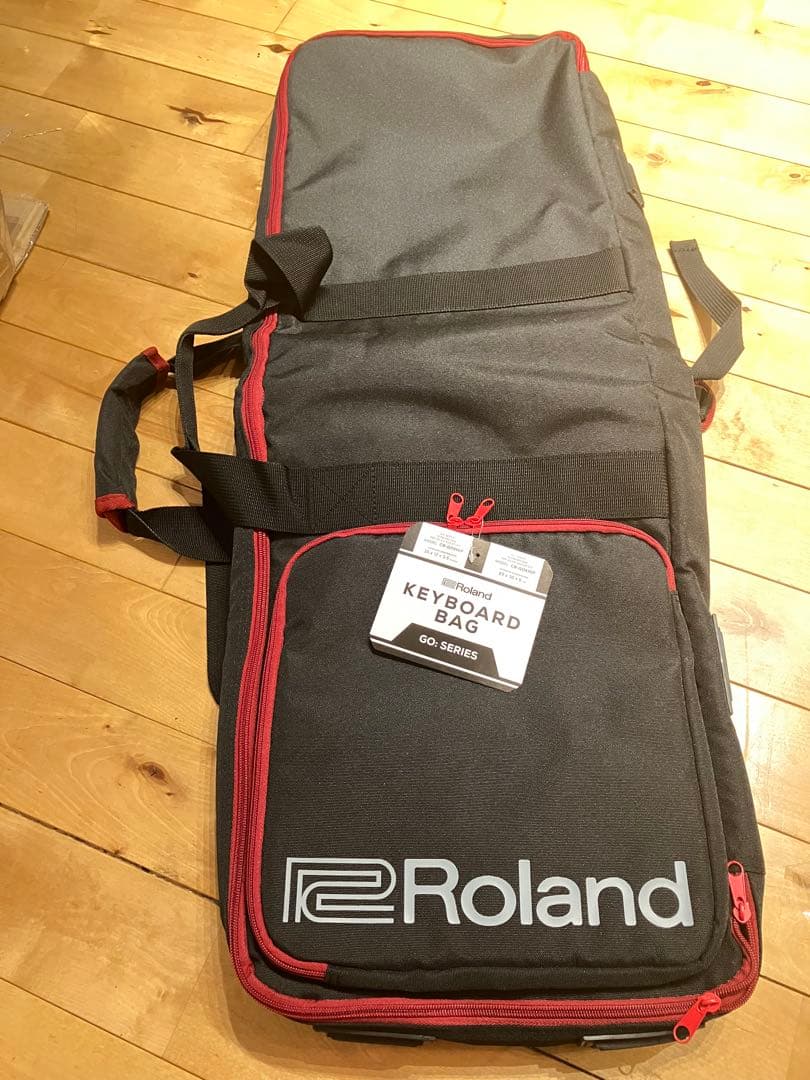 Roland
KEYBOARD
BAG
GO: SERIES
Roland